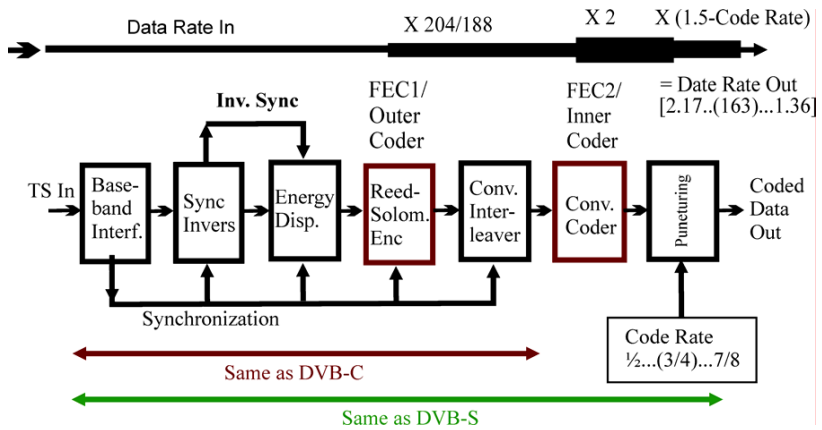 Data Rate In
X 204/188
X 2
X (1.5-Code Rate)
= Date Rate Out
[2.17..(163)...1.36]
Inv. Sync
FEC1/
Outer
Coder
FEC2/
Inner
Coder
TS In
Base-
band
Interf.
Sync
Invers
Energy
Disp.
Reed-
Solom.
Enc
Conv.
Inter-
leaver
Conv.
Coder
Puncturing
Coded
Data
Out
Synchronization
Code Rate
½...(3/4)...7/8
Same as DVB-C
Same as DVB-S